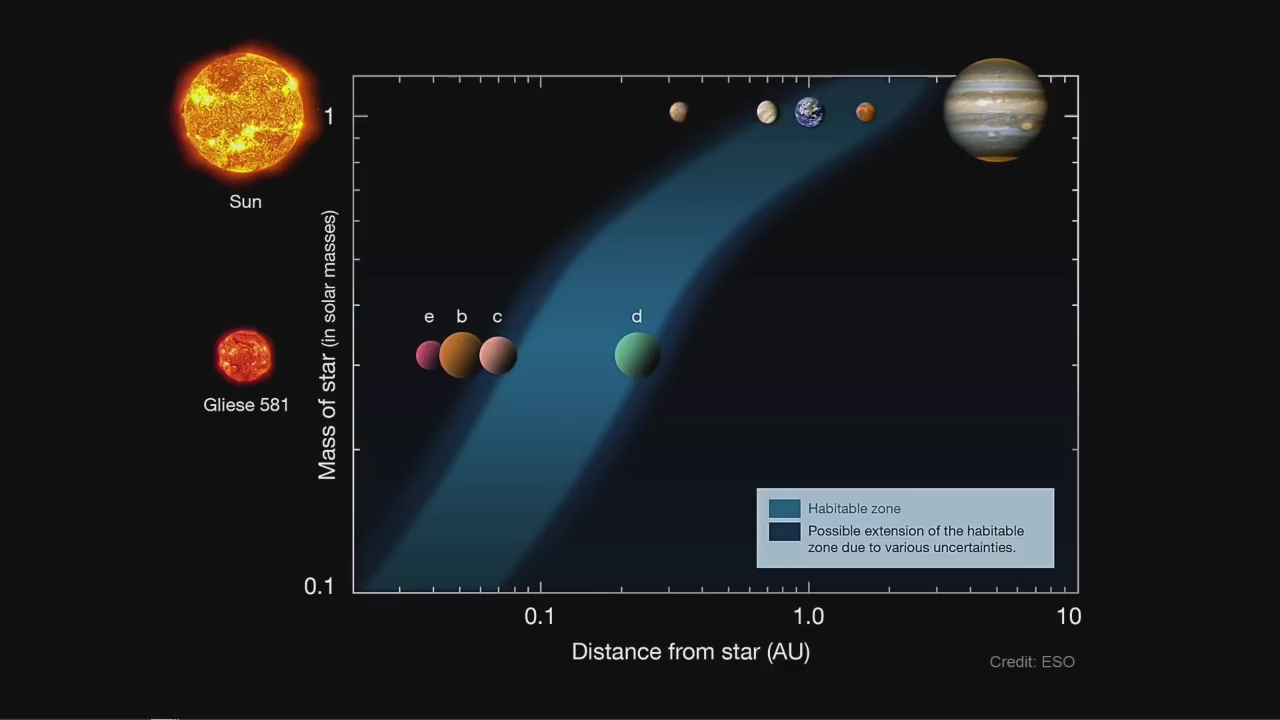 Sun
Gliese 581
Mass of star (in solar masses)
1
0.1
e b c d
Habitable zone
Possible extension of the habitable
zone due to various uncertainties.
0.1 1.0 10
Distance from star (AU)
Credit: ESO